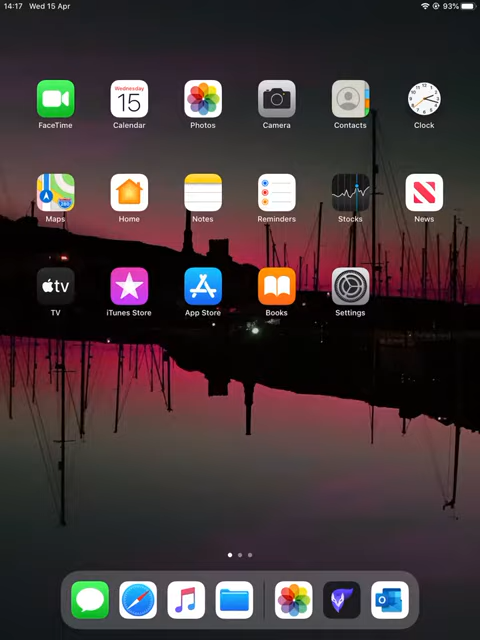 14:17 Wed 15 Apr 93%
Wednesday
15
FaceTime Calendar Photos Camera Contacts Clock
280
Maps Home Notes Reminders Stocks News
tv
TV iTunes Store App Store Books Settings